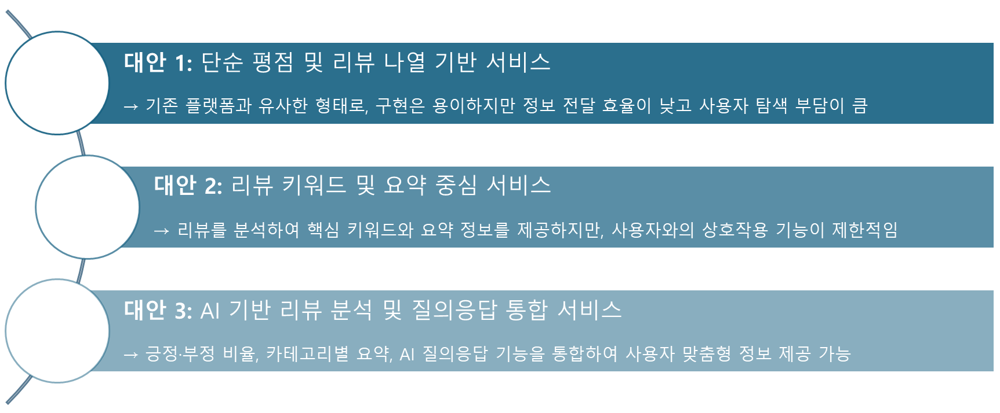 대안 1: 단순 평점 및 리뷰 나열 기반 서비스
→ 기존 플랫폼과 유사한 형태로, 구현은 용이하지만 정보 전달 효율이 낮고 사용자 탐색 부담이 큼
대안 2: 리뷰 키워드 및 요약 중심 서비스
→ 리뷰를 분석하여 핵심 키워드와 요약 정보를 제공하지만, 사용자와의 상호작용 기능이 제한적임
대안 3: AI 기반 리뷰 분석 및 질의응답 통합 서비스
→ 긍정·부정 비율, 카테고리별 요약, AI 질의응답 기능을 통합하여 사용자 맞춤형 정보 제공 가능